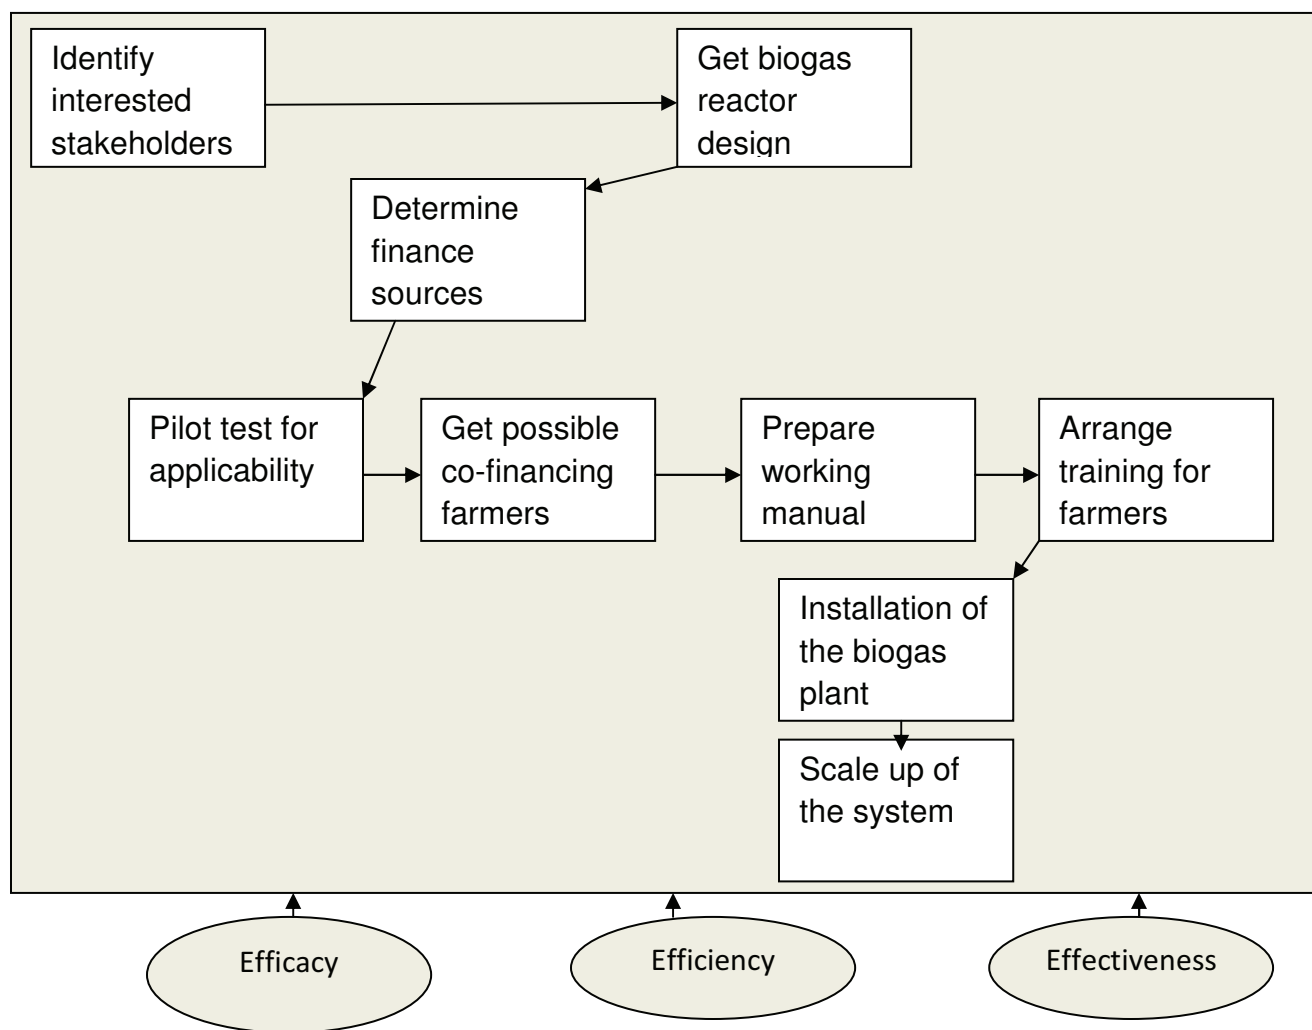 Identify
interested
stakeholders
Get biogas
reactor
design
Determine
finance
sources
Pilot test for
applicability
Get possible
co-financing
farmers
Prepare
working
manual
Arrange
training for
farmers
Installation of
the biogas
plant
Scale up of
the system
Efficacy
Efficiency
Effectiveness